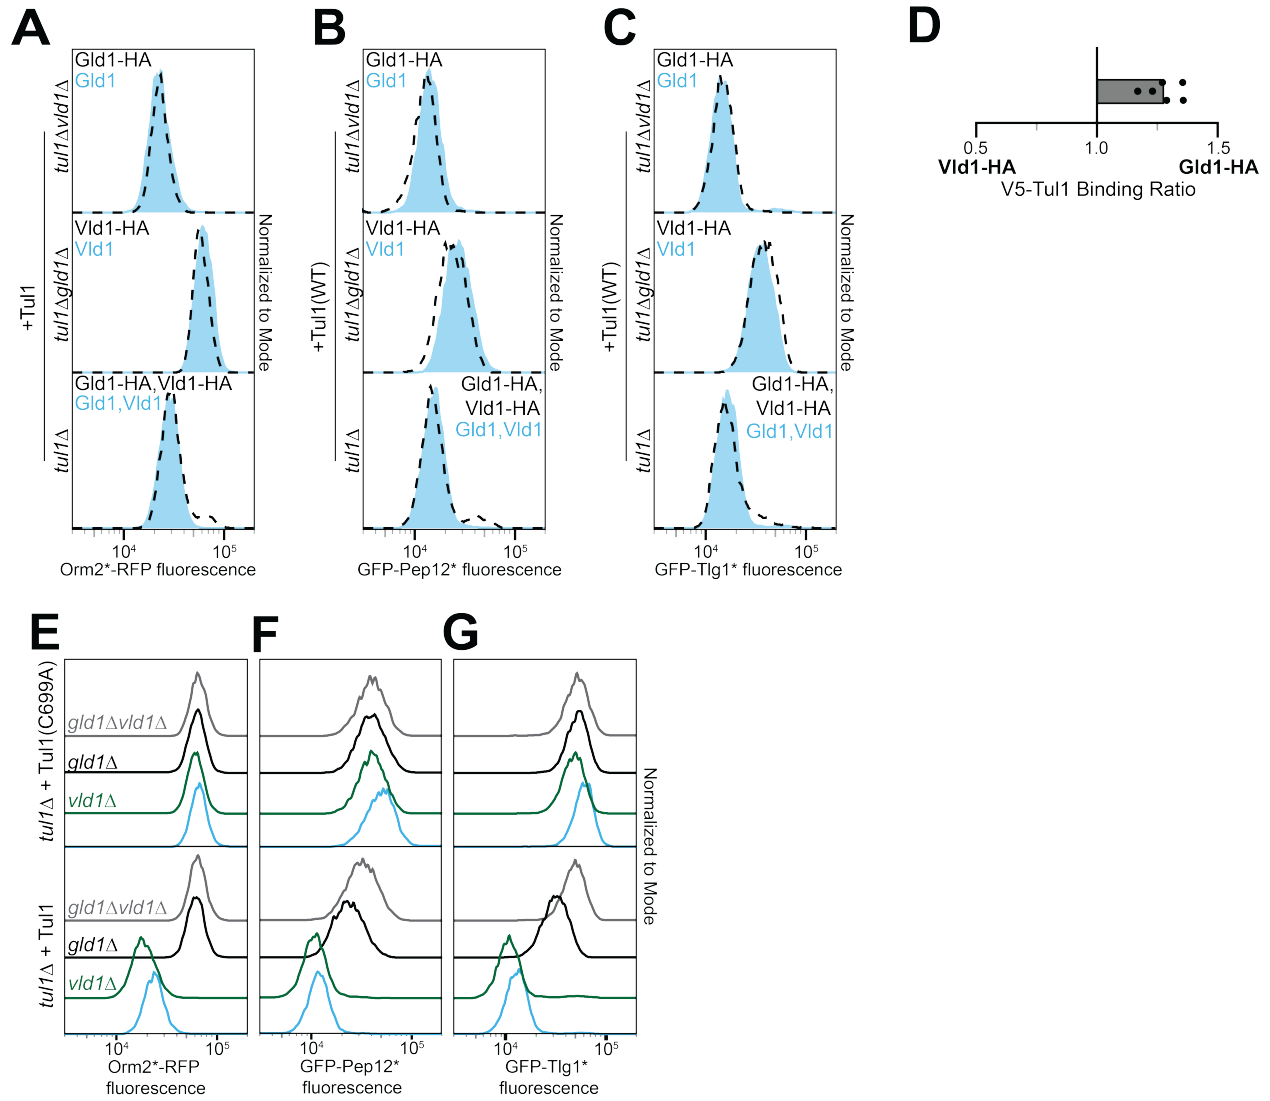 A
Gld1-HA
Gld1
tul1Δvld1Δ
Vld1-HA
Vld1
tul1Δgld1Δ
Gld1-HA,Vld1-HA
Gld1,Vld1
tul1Δ
+Tul1
Normalized to Mode
10⁴ 10⁵
Orm2*-RFP fluorescence
B
Gld1-HA
Gld1
tul1Δvld1Δ
Vld1-HA
Vld1
tul1Δgld1Δ
Gld1-HA,
Vld1-HA
Gld1,Vld1
tul1Δ
+Tul1(WT)
Normalized to Mode
10⁴ 10⁵
GFP-Pep12* fluorescence
C
Gld1-HA
Gld1
tul1Δvld1Δ
Vld1-HA
Vld1
tul1Δgld1Δ
Gld1-HA,
Vld1-HA
Gld1,Vld1
tul1Δ
+Tul1(WT)
Normalized to Mode
10⁴ 10⁵
GFP-Tlg1* fluorescence
D
0.5 1.0 1.5
Vld1-HA Gld1-HA
V5-Tul1 Binding Ratio
E
tul1Δ + Tul1(C699A)
gld1Δvld1Δ
gld1Δ
vld1Δ
tul1Δ + Tul1
gld1Δvld1Δ
gld1Δ
vld1Δ
10⁴ 10⁵
Orm2*-RFP
fluorescence
F
10⁴ 10⁵
GFP-Pep12*
fluorescence
G
10⁴ 10⁵
GFP-Tlg1*
fluorescence
Normalized to Mode